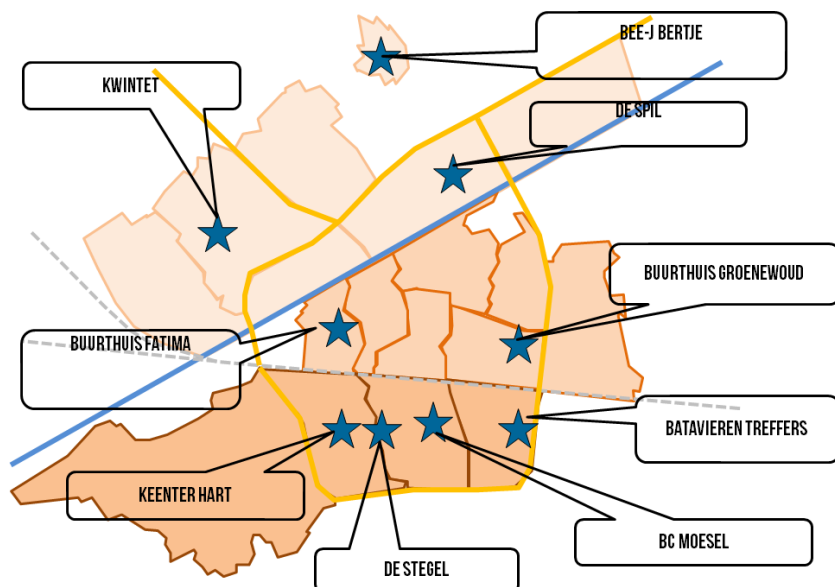 BEE-J BERTJE
KWINTET
DE SPIL
BUURTHUIS GROENEWOUD
BUURTHUIS FATIMA
BATAVIEREN TREFFERS
KEENTER HART
BC MOESEL
DE STEGEL